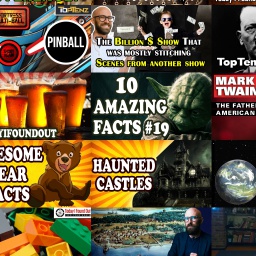 TOPTENZ
PINBALL
THE BILLION $ SHOW THAT
WAS MOSTLY STITCHING
SCENES FROM ANOTHER SHOW
TopTen
YIFOUNDOUT
10
AMAZING
FACTS #19
MARK
TWAIN
THE FATHER
AMERICAN
ESOME
EAR
ACTS
HAUNTED
CASTLES